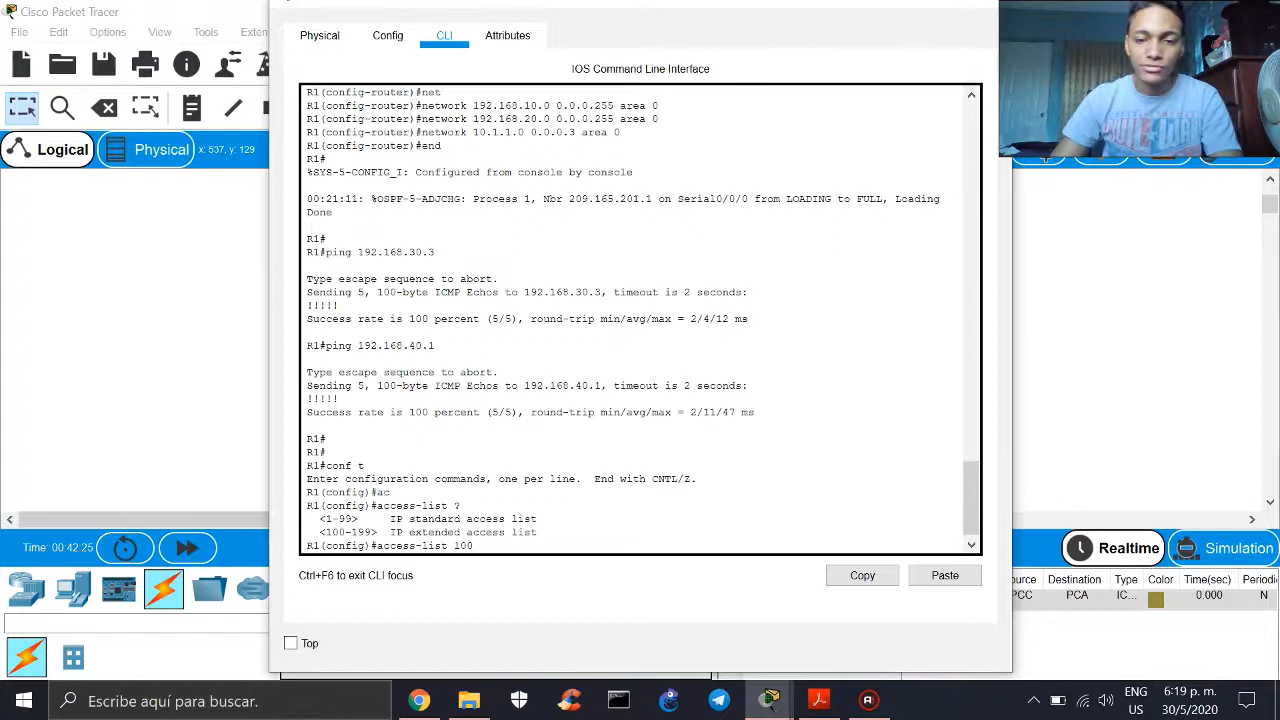 Cisco Packet Tracer
File Edit Options View Tools Exten
Logical
Physical
x: 537, y: 129
Physical Config CLI Attributes
IOS Command Line Interface
R1(config-router)#net
R1(config-router)#network 192.168.10.0 0.0.0.255 area 0
R1(config-router)#network 192.168.20.0 0.0.0.255 area 0
R1(config-router)#network 10.1.1.0 0.0.0.3 area 0
R1(config-router)#end
R1#
%SYS-5-CONFIG_I: Configured from console by console
00:21:11: %OSPF-5-ADJCHG: Process 1, Nbr 209.165.201.1 on Serial0/0/0 from LOADING to FULL, Loading
Done
R1#
R1#ping 192.168.30.3
Type escape sequence to abort.
Sending 5, 100-byte ICMP Echos to 192.168.30.3, timeout is 2 seconds:
!!!!!
Success rate is 100 percent (5/5), round-trip min/avg/max = 2/4/12 ms
R1#ping 192.168.40.1
Type escape sequence to abort.
Sending 5, 100-byte ICMP Echos to 192.168.40.1, timeout is 2 seconds:
!!!!!
Success rate is 100 percent (5/5), round-trip min/avg/max = 2/11/47 ms
R1#
R1#
R1#conf t
Enter configuration commands, one per line.  End with CNTL/Z.
R1(config)#ac
R1(config)#access-list ?
<1-99> IP standard access list
<100-199> IP extended access list
R1(config)#access-list 100
Ctrl+F6 to exit CLI focus
Copy
Paste
Top
Time: 00:42:25
Realtime
Simulation
ource Destination Type Color Time(sec) Periodi
PCC PCA IC... 0.000 N
Escribe aquí para buscar.
ENG
US
6:19 p. m.
30/5/2020